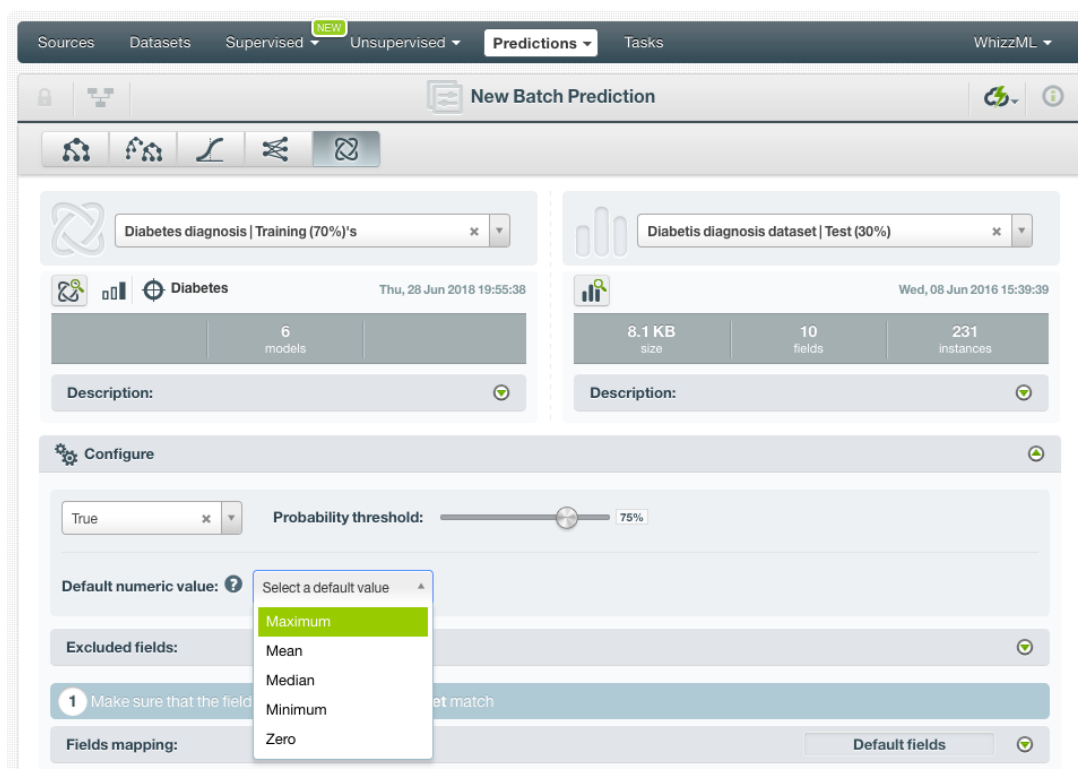 NEW
Sources Datasets Supervised Unsupervised Predictions Tasks WhizzML
New Batch Prediction
Diabetes diagnosis | Training (70%)'s
Diabetis diagnosis dataset | Test (30%)
Diabetes Thu, 28 Jun 2018 19:55:38
Wed, 08 Jun 2016 15:39:39
6
models
8.1 KB 10 231
size fields instances
Description:
Description:
Configure
True Probability threshold: 75%
Default numeric value: ? Select a default value
Maximum
Excluded fields:
Mean
Median
1 Make sure that the field et match
Minimum
Zero
Fields mapping: Default fields